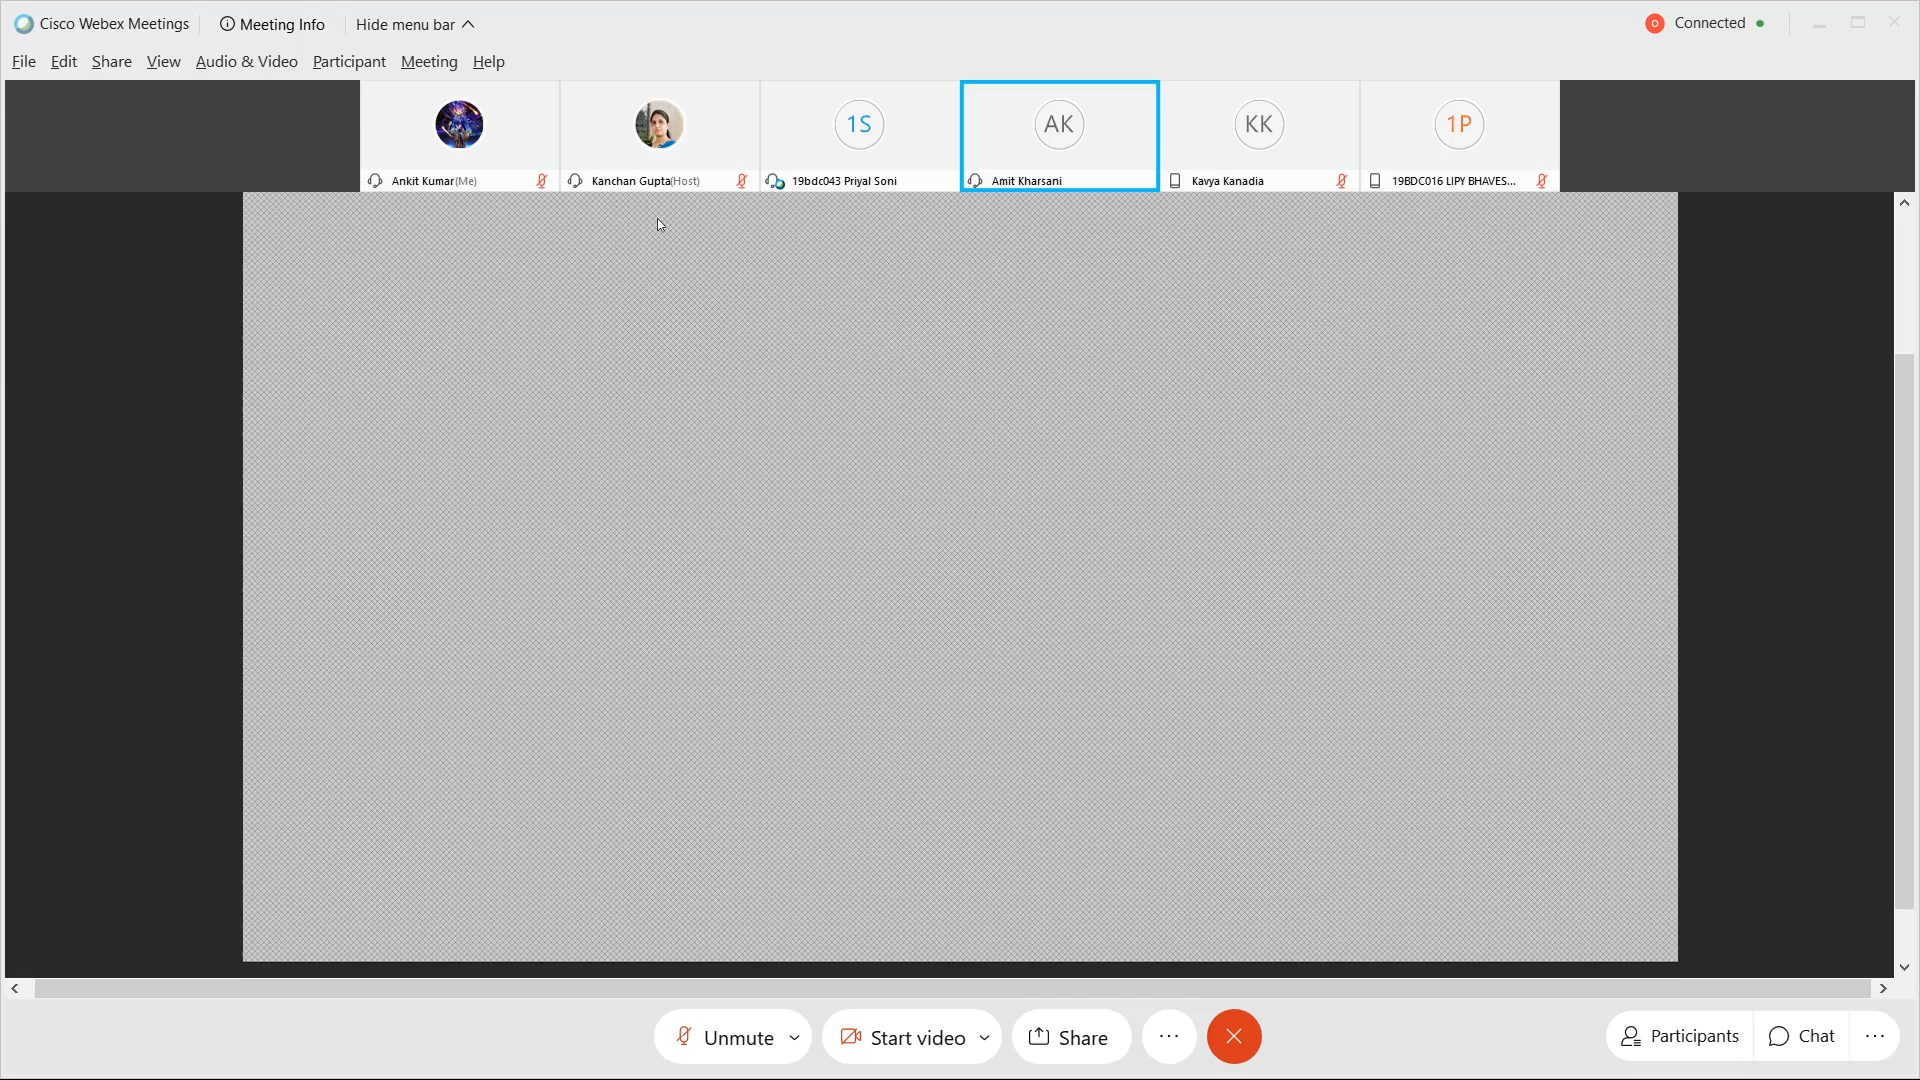 Cisco Webex Meetings
Meeting Info
Hide menu bar
Connected
File Edit Share View Audio & Video Participant Meeting Help
1S AK KK 1P
Ankit Kumar(Me)
Kanchan Gupta(Host)
19bdc043 Priyal Soni
Amit Kharsani
Kavya Kanadia
19BDC016 LIPY BHAVES...
Unmute
Start video
Share
Participants
Chat